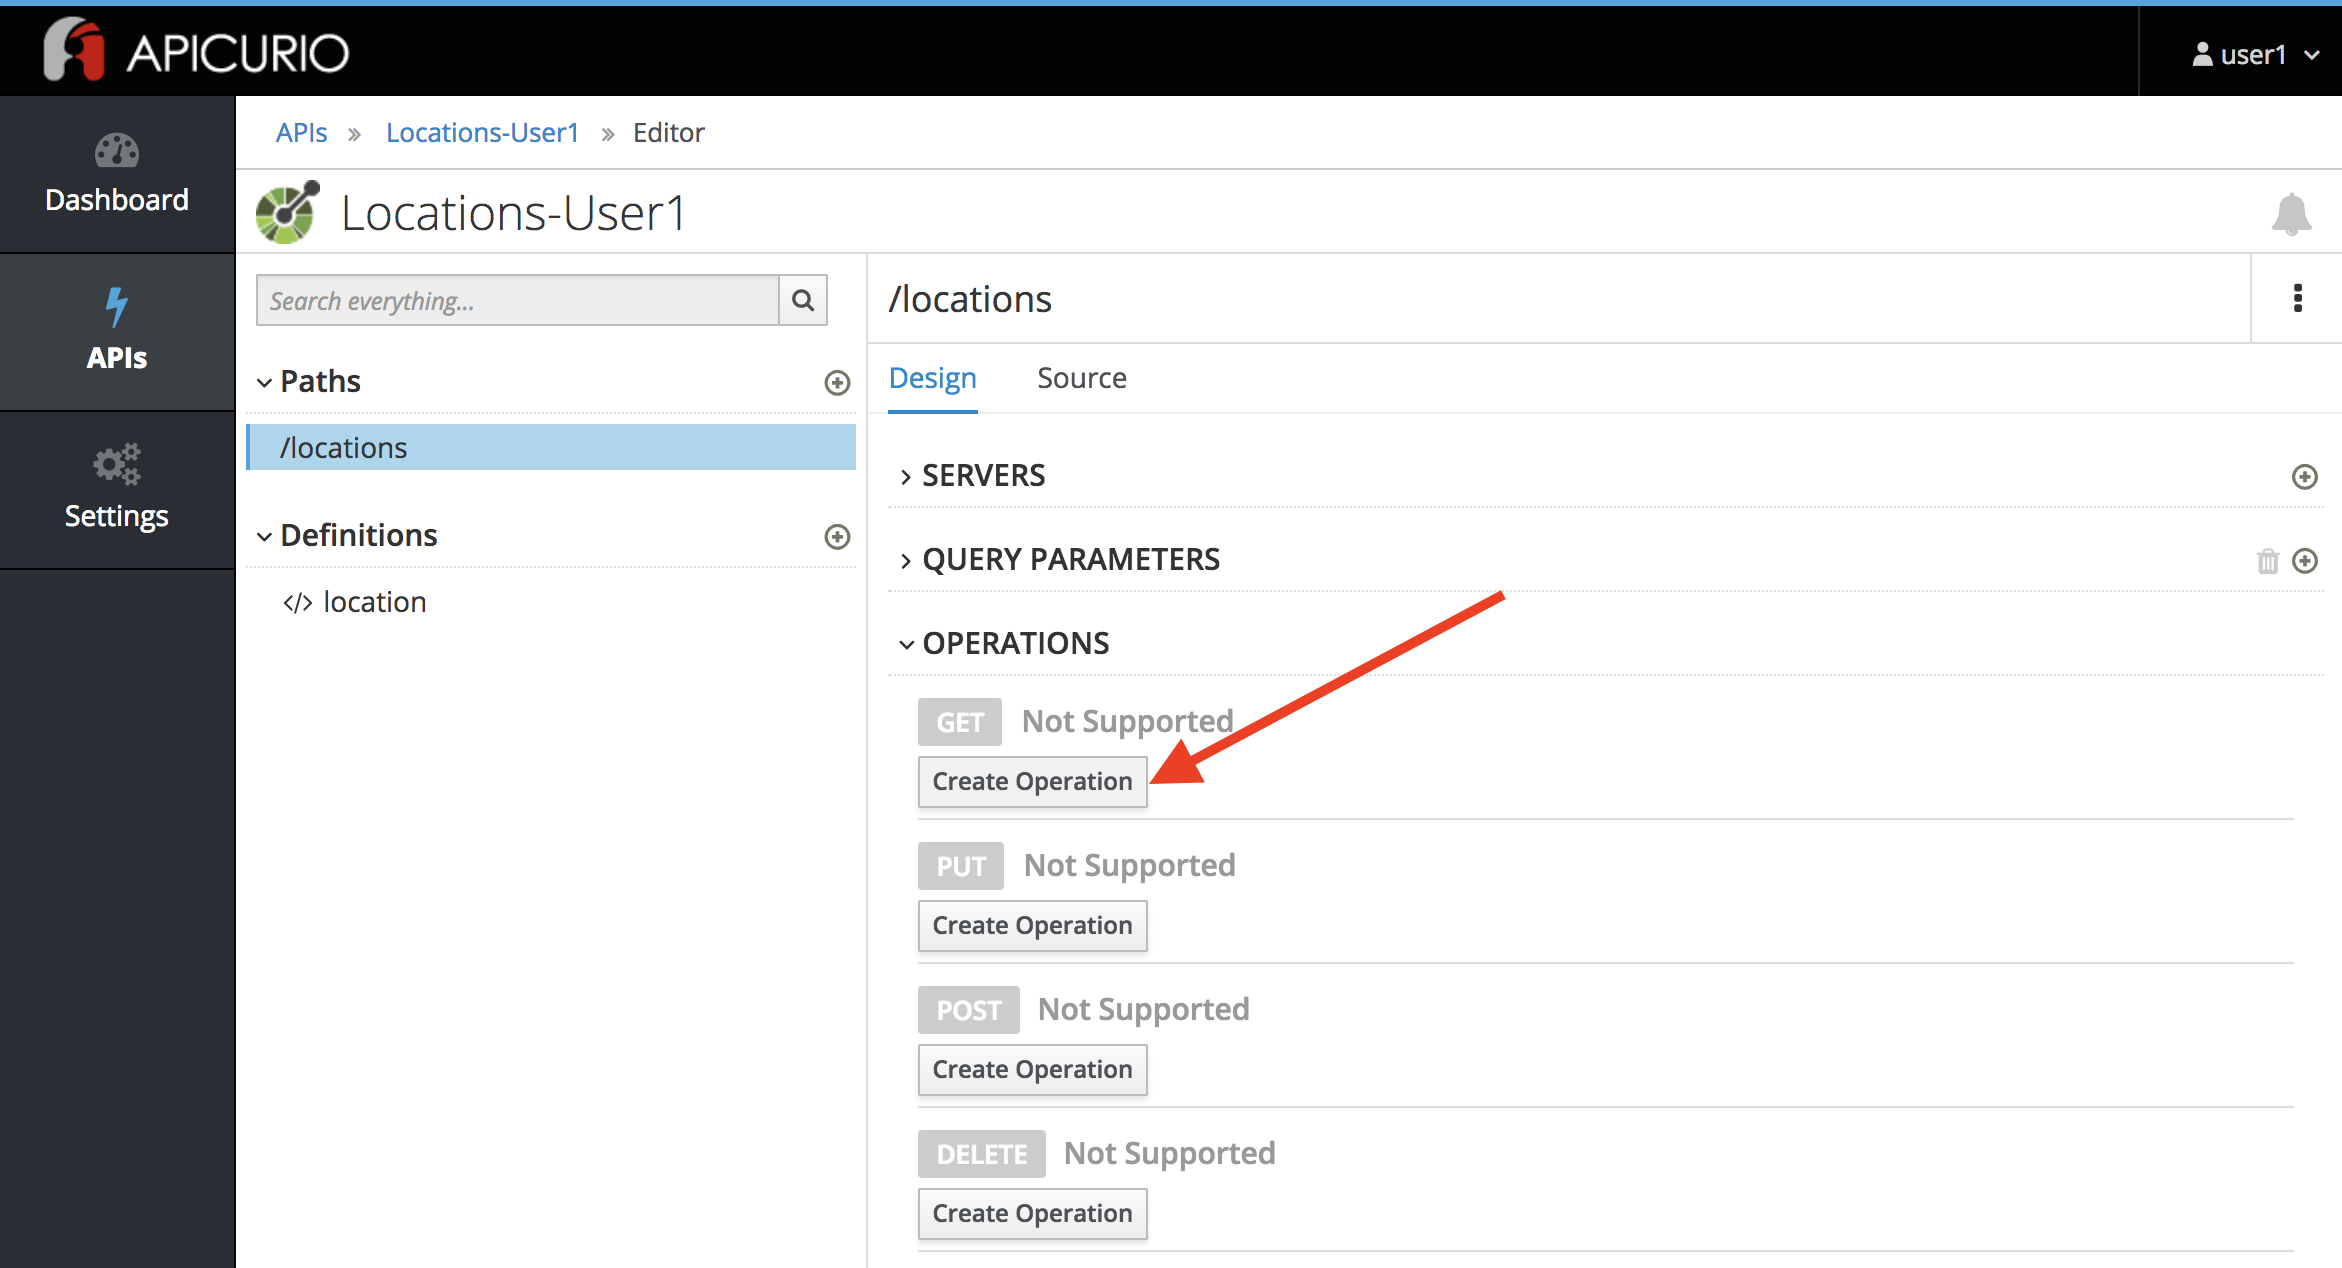 APICURIO
user1
Dashboard
APIs
Settings
APIs » Locations-User1 » Editor
Locations-User1
Search everything...
Paths
/locations
Definitions
</> location
/locations
Design Source
SERVERS
QUERY PARAMETERS
OPERATIONS
GET Not Supported
Create Operation
PUT Not Supported
Create Operation
POST Not Supported
Create Operation
DELETE Not Supported
Create Operation